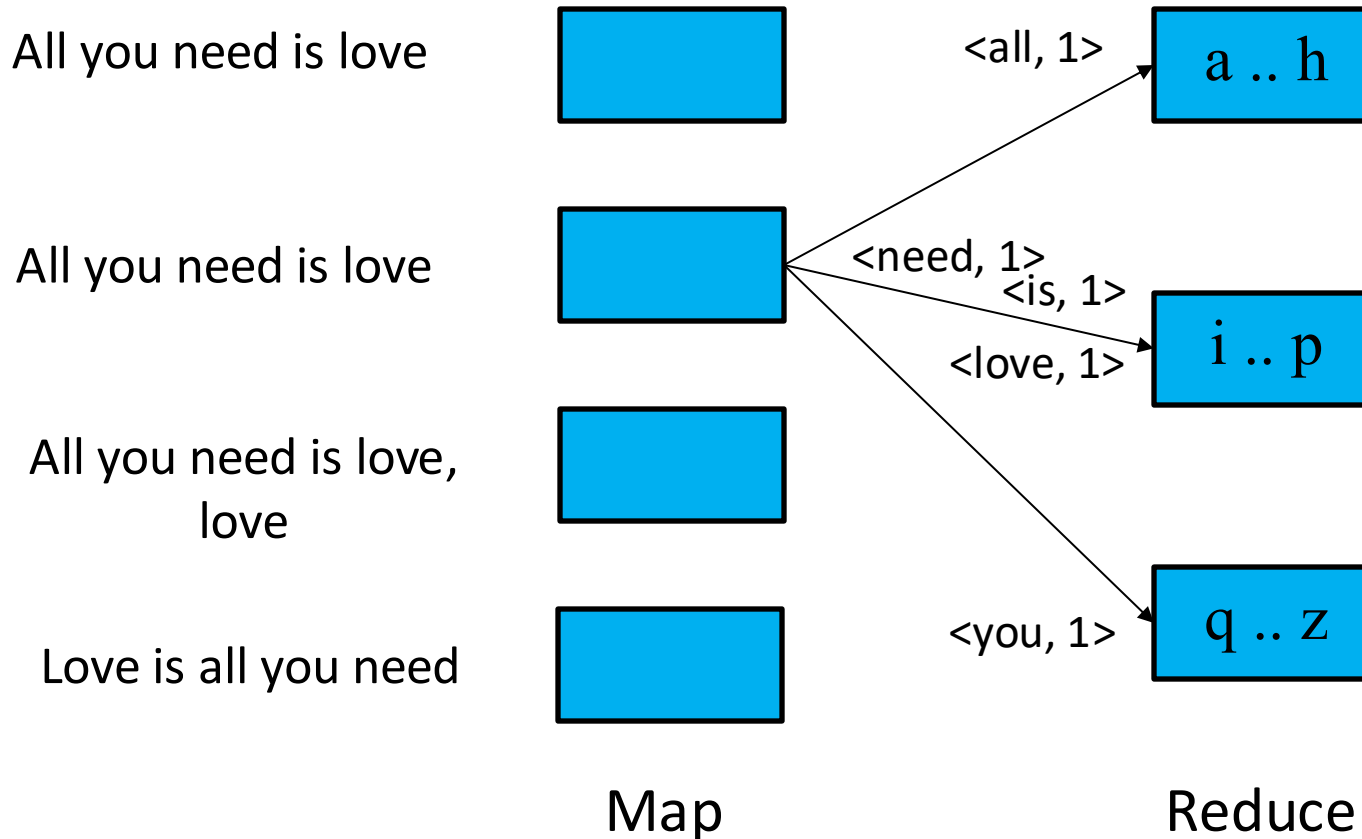 All you need is love
<all, 1>
a .. h
All you need is love
<need, 1>
<is, 1>
<love, 1>
i .. p
All you need is love,
love
Love is all you need
<you, 1>
q .. z
Map
Reduce